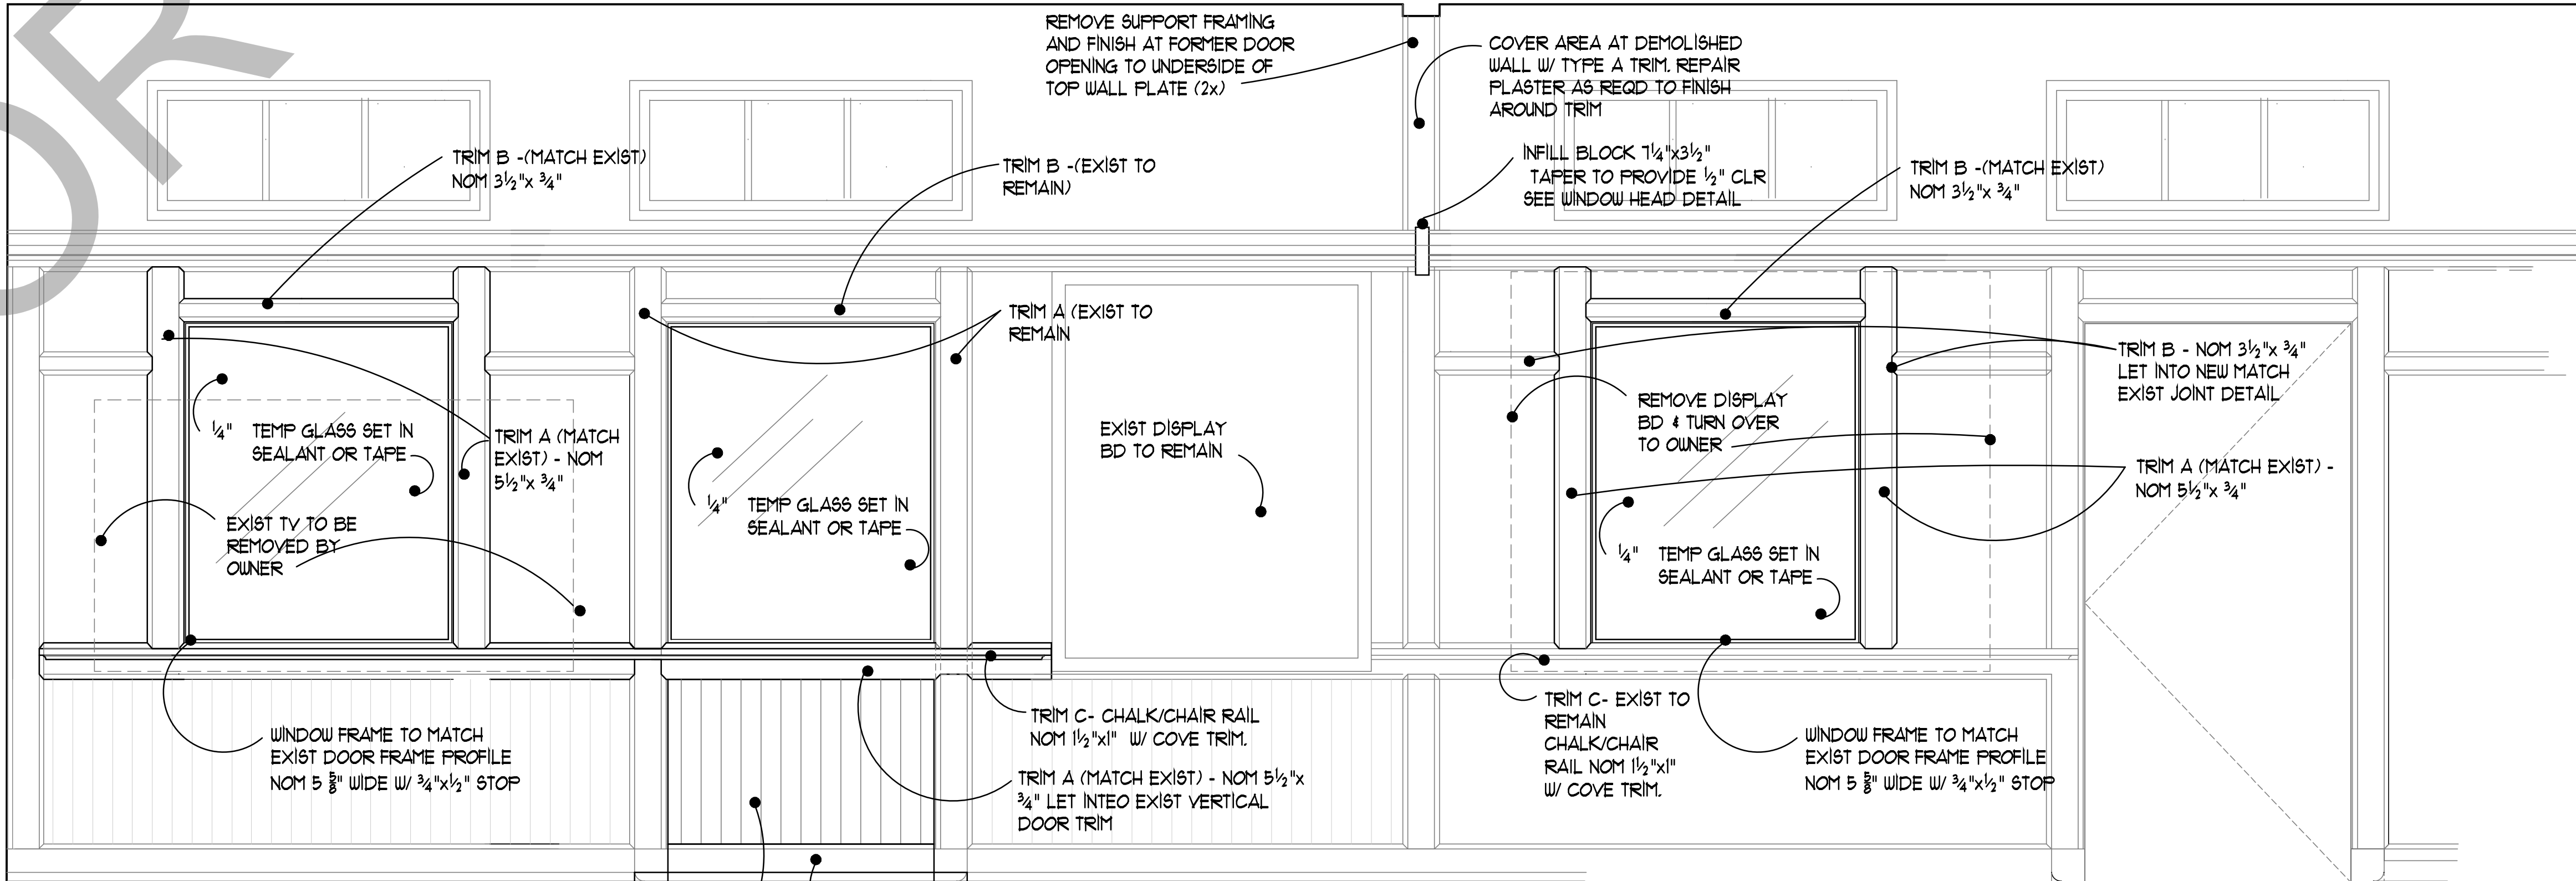 OR
REMOVE SUPPORT FRAMING
AND FINISH AT FORMER DOOR
OPENING TO UNDERSIDE OF
TOP WALL PLATE (2x)
COVER AREA AT DEMOLISHED
WALL W/ TYPE A TRIM. REPAIR
PLASTER AS REQD TO FINISH
AROUND TRIM
TRIM B -(MATCH EXIST)
NOM 3½"x ¾"
TRIM B -(EXIST TO
REMAIN)
INFILL BLOCK 7¼"x3½"
TAPER TO PROVIDE ½" CLR
SEE WINDOW HEAD DETAIL
TRIM B -(MATCH EXIST)
NOM 3½"x ¾"
TRIM A (EXIST TO
REMAIN
TRIM B - NOM 3½"x ¾"
LET INTO NEW MATCH
EXIST JOINT DETAIL
¼" TEMP GLASS SET IN
SEALANT OR TAPE
TRIM A (MATCH
EXIST) - NOM
5½"x ¾"
EXIST DISPLAY
BD TO REMAIN
REMOVE DISPLAY
BD & TURN OVER
TO OWNER
TRIM A (MATCH EXIST) -
NOM 5½"x ¾"
EXIST TV TO BE
REMOVED BY
OWNER
¼" TEMP GLASS SET IN
SEALANT OR TAPE
¼" TEMP GLASS SET IN
SEALANT OR TAPE
WINDOW FRAME TO MATCH
EXIST DOOR FRAME PROFILE
NOM 5 ⅝" WIDE W/ ¾"x½" STOP
TRIM C- CHALK/CHAIR RAIL
NOM 1½"x1" W/ COVE TRIM.
TRIM A (MATCH EXIST) - NOM 5½"x
¾" LET INTEO EXIST VERTICAL
DOOR TRIM
TRIM C- EXIST TO
REMAIN
CHALK/CHAIR
RAIL NOM 1½"x1"
W/ COVE TRIM.
WINDOW FRAME TO MATCH
EXIST DOOR FRAME PROFILE
NOM 5 ⅝" WIDE W/ ¾"x½" STOP